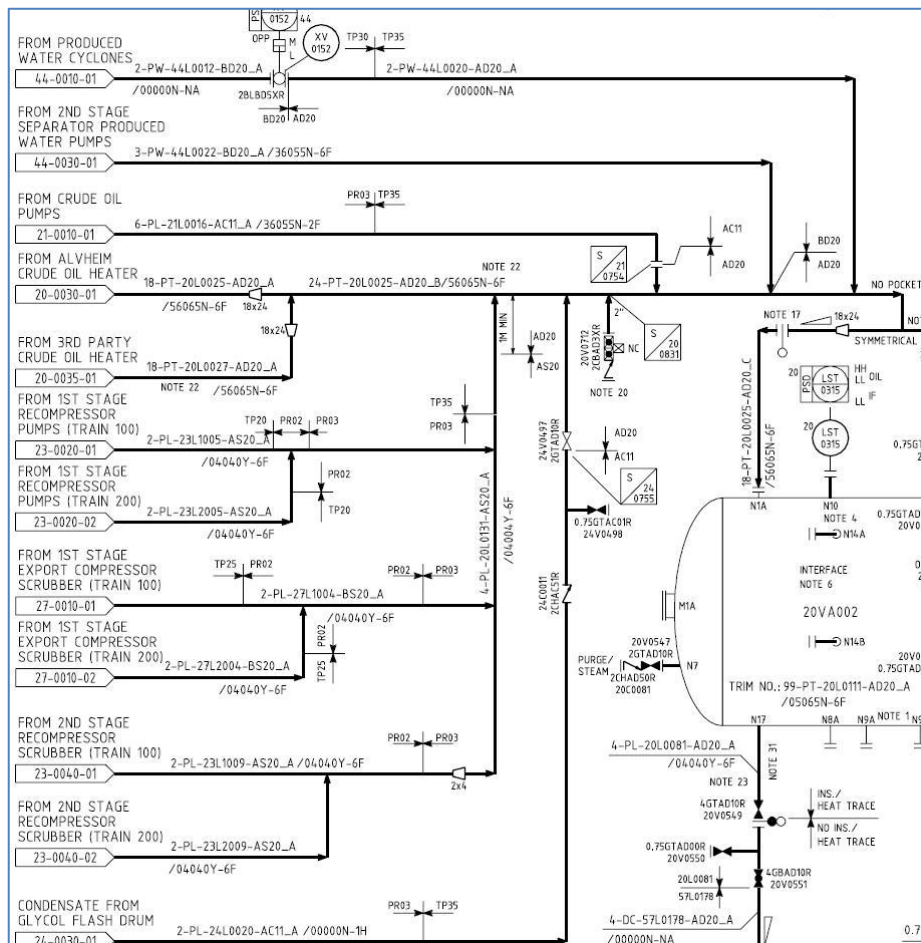 PS
0152
44
OPP
M
L
XV
0152
TP30
TP35
FROM PRODUCED
WATER CYCLONES
44-0010-01
2-PW-44L0012-BD20_A
/00000N-NA
2BLBD5XR
BD20
AD20
2-PW-44L0020-AD20_A
/00000N-NA
FROM 2ND STAGE
SEPARATOR PRODUCED
WATER PUMPS
44-0030-01
3-PW-44L0022-BD20_A /36055N-6F
FROM CRUDE OIL
PUMPS
21-0010-01
6-PL-21L0016-AC11_A /36055N-2F
PR03
TP35
S
21
0754
AC11
AD20
BD20
AD20
FROM ALVHEIM
CRUDE OIL HEATER
20-0030-01
18-PT-20L0025-AD20_A
/56065N-6F
18x24
24-PT-20L0025-AD20_B/56065N-6F
NOTE 22
NO POCKET
18x24
1M MIN
AD20
AS20
2"
20V0712
2CBAD3XR
NC
NOTE 20
S
20
0831
NOTE 17
18x24
SYMMETRICAL
FROM 3RD PARTY
CRUDE OIL HEATER
20-0035-01
18-PT-20L0027-AD20_A
NOTE 22
/56065N-6F
18-PT-20L0025-AD20_C
/56065N-6F
20
PSD
LST
0315
HH
LL
OIL
LL
IF
20
LST
0315
FROM 1ST STAGE
RECOMPRESSOR
PUMPS (TRAIN 100)
23-0020-01
2-PL-23L1005-AS20_A
/04040Y-6F
TP20
PR02
PR03
TP35
PR03
FROM 1ST STAGE
RECOMPRESSOR
PUMPS (TRAIN 200)
23-0020-02
2-PL-23L2005-AS20_A
/04040Y-6F
PR02
TP20
4-PL-20L0131-AS20_A
/04004Y-6F
24V0497
2GTAD10R
AD20
AC11
S
24
0755
0.75GTAC01R
24V0498
24C0011
2CHAC51R
N1A
N10
NOTE 4
N14A
INTERFACE
NOTE 6
20VA002
N14B
M1A
FROM 1ST STAGE
EXPORT COMPRESSOR
SCRUBBER (TRAIN 100)
27-0010-01
TP25
PR02
2-PL-27L1004-BS20_A
/04040Y-6F
PR02
PR03
FROM 1ST STAGE
EXPORT COMPRESSOR
SCRUBBER (TRAIN 200)
27-0010-02
2-PL-27L2004-BS20_A
/04040Y-6F
PR02
TP25
20V0547
2GTAD10R
PURGE/
STEAM
2CHAD50R
20C0081
N7
TRIM NO.: 99-PT-20L0111-AD20_A
/05065N-6F
N17
N8A
N9A
NOTE 1
FROM 2ND STAGE
RECOMPRESSOR
SCRUBBER (TRAIN 100)
23-0040-01
2-PL-23L1009-AS20_A /04040Y-6F
PR02
PR03
2x4
4-PL-20L0081-AD20_A
/04040Y-6F
NOTE 23
NOTE 31
4GTAD10R
20V0549
INS./
HEAT TRACE
NO INS./
HEAT TRACE
FROM 2ND STAGE
RECOMPRESSOR
SCRUBBER (TRAIN 200)
23-0040-02
2-PL-23L2009-AS20_A
/04040Y-6F
0.75GTAD00R
20V0550
4GBAD10R
20V0551
20L0081
57L0178
CONDENSATE FROM
GLYCOL FLASH DRUM
24-0030-01
2-PL-24L0020-AC11_A /00000N-1H
PR03
TP35
4-DC-57L0178-AD20_A
/00000N-NA